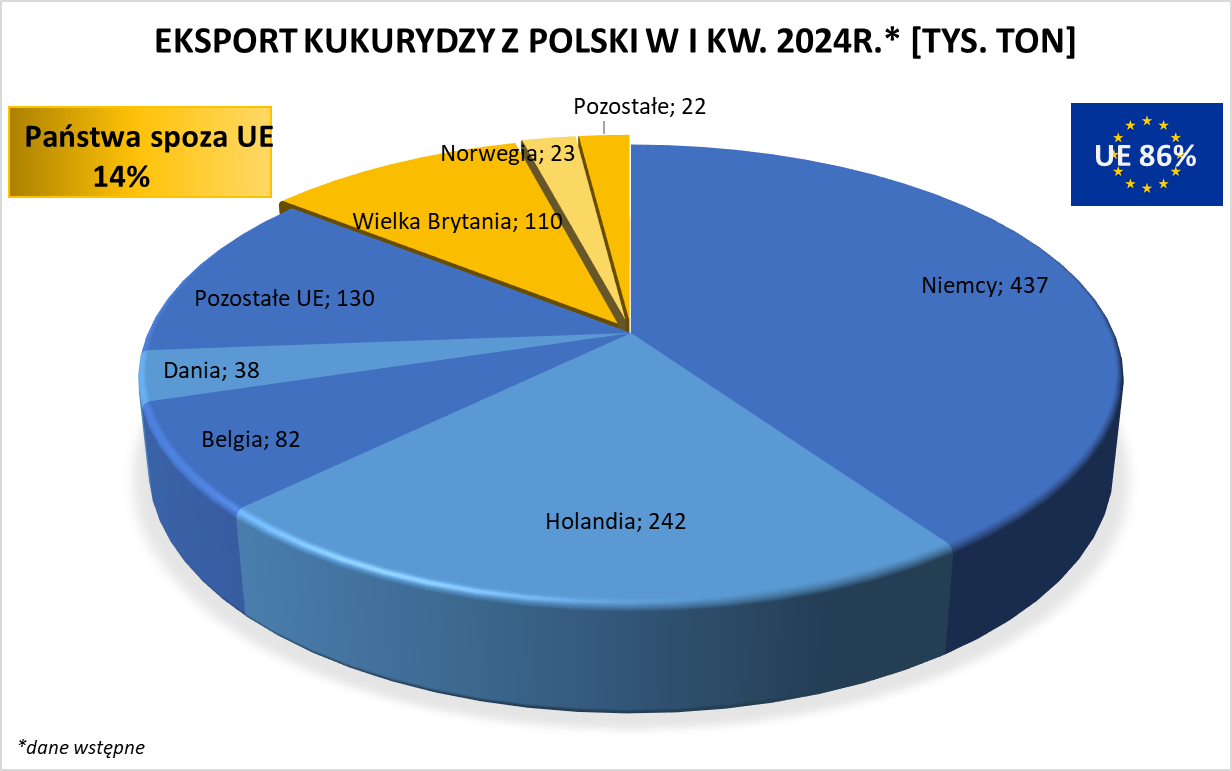 EKSPORT KUKURYDZY Z POLSKI W I KW. 2024R.* [TYS. TON]
Państwa spoza UE
14%
UE 86%
Pozostałe; 22
Norwegia; 23
Wielka Brytania; 110
Niemcy; 437
Pozostałe UE; 130
Dania; 38
Belgia; 82
Holandia; 242
*dane wstępne